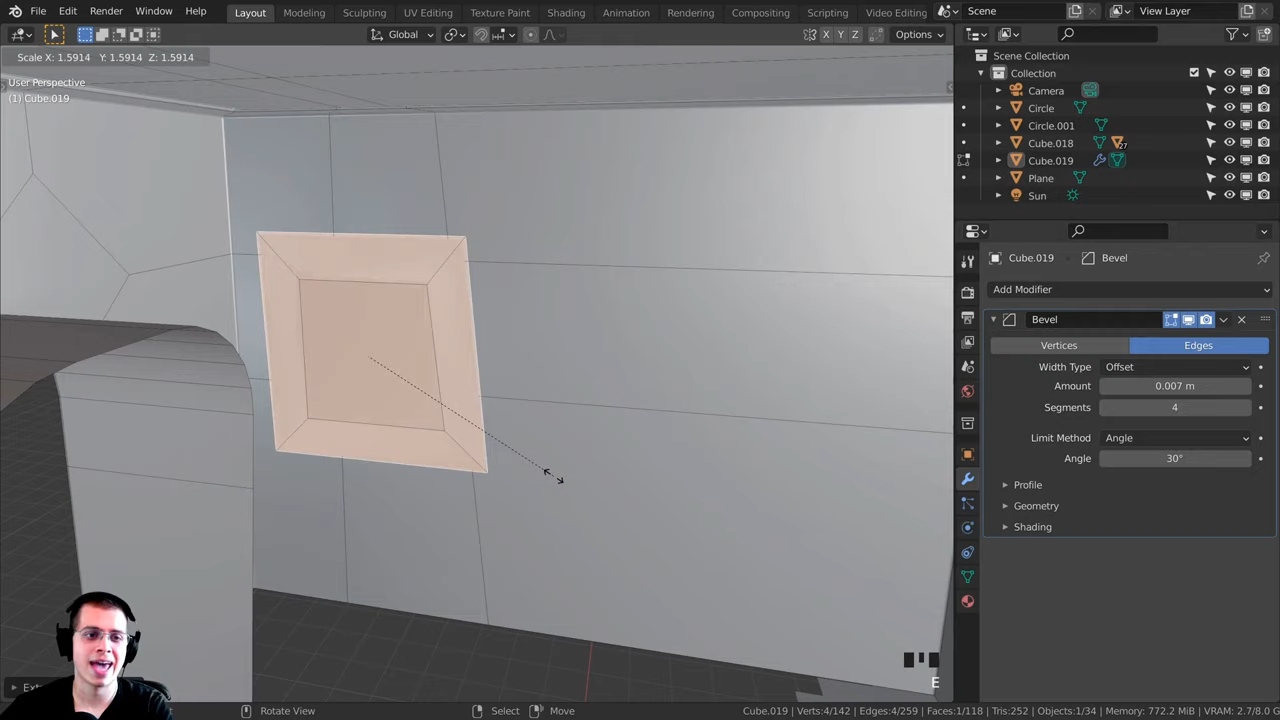 File Edit Render Window Help Layout Modeling Sculpting UV Editing Texture Paint Shading Animation Rendering Compositing Scripting Video Editing Scene View Layer
Global X Y Z Options
Scale X: 1.5914 Y: 1.5914 Z: 1.5914
User Perspective
(1) Cube.019
Scene Collection
Collection
Camera
Circle
Circle.001
Cube.018 27
Cube.019
Plane
Sun
Cube.019 Bevel
Add Modifier
Bevel
Vertices Edges
Width Type Offset
Amount 0.007 m
Segments 4
Limit Method Angle
Angle 30°
Profile
Geometry
Shading
E
Rotate View Select Move Cube.019 | Verts:4/142 | Edges:4/259 | Faces:1/118 | Tris:252 | Objects:1/34 | Memory: 772.2 MiB | VRAM: 2.7/8.0 G